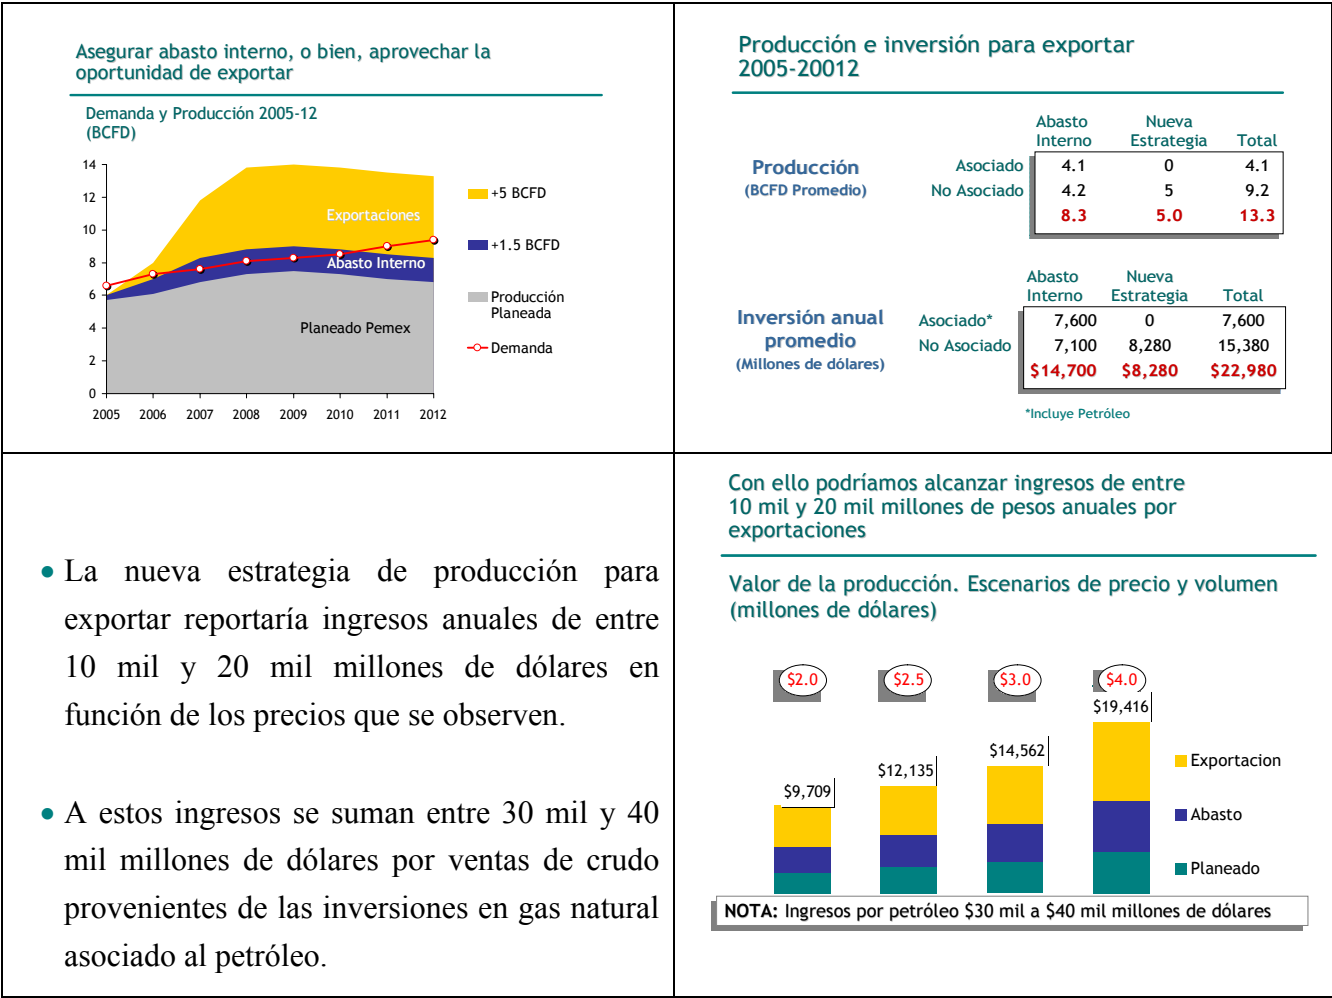 Asegurar abasto interno, o bien, aprovechar la
oportunidad de exportar
Demanda y Producción 2005-12
(BCFD)
14
12
10
8
6
4
2
0
2005 2006 2007 2008 2009 2010 2011 2012
Exportaciones
Abasto Interno
Planeado Pemex
+5 BCFD
+1.5 BCFD
Producción
Planeada
Demanda
Producción e inversión para exportar
2005-20012
Abasto Nueva
Interno Estrategia Total
Producción
(BCFD Promedio)
Asociado 4.1 0 4.1
No Asociado 4.2 5 9.2
8.3 5.0 13.3
Abasto Nueva
Interno Estrategia Total
Inversión anual
promedio
(Millones de dólares)
Asociado* 7,600 0 7,600
No Asociado 7,100 8,280 15,380
$14,700 $8,280 $22,980
*Incluye Petróleo
• La nueva estrategia de producción para
exportar reportaría ingresos anuales de entre
10 mil y 20 mil millones de dólares en
función de los precios que se observen.
• A estos ingresos se suman entre 30 mil y 40
mil millones de dólares por ventas de crudo
provenientes de las inversiones en gas natural
asociado al petróleo.
Con ello podríamos alcanzar ingresos de entre
10 mil y 20 mil millones de pesos anuales por
exportaciones
Valor de la producción. Escenarios de precio y volumen
(millones de dólares)
$2.0 $2.5 $3.0 $4.0
$9,709
$12,135
$14,562
$19,416
Exportacion
Abasto
Planeado
NOTA: Ingresos por petróleo $30 mil a $40 mil millones de dólares